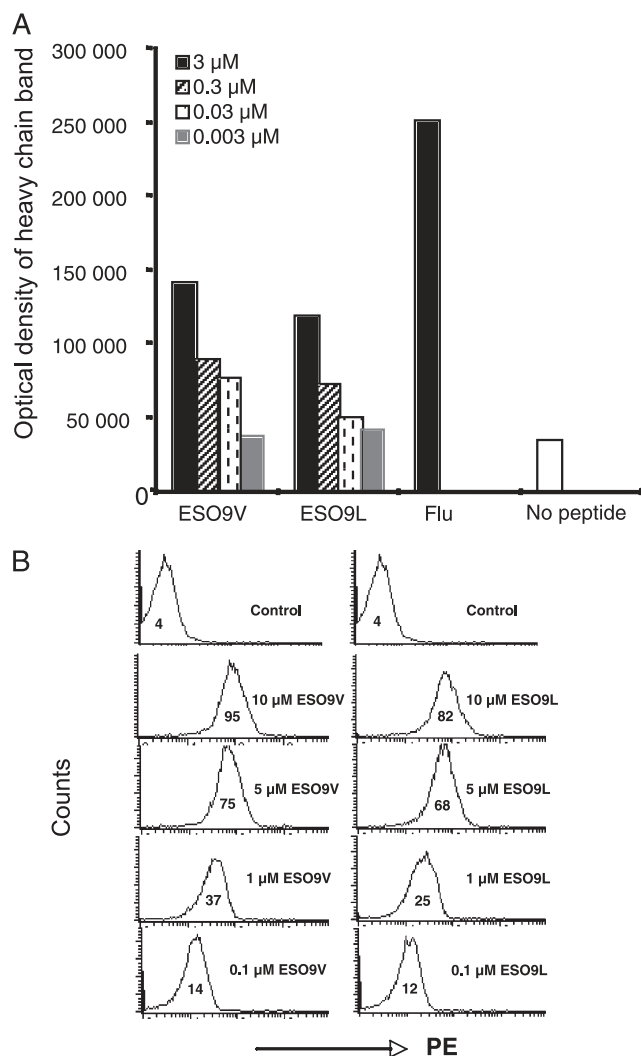 A
Optical density of heavy chain band
300 000
250 000
200 000
150 000
100 000
50 000
0
3 µM
0.3 µM
0.03 µM
0.003 µM
ESO9V ESO9L Flu No peptide
B
Counts
Control
4
Control
4
10 µM ESO9V
95
10 µM ESO9L
82
5 µM ESO9V
75
5 µM ESO9L
68
1 µM ESO9V
37
1 µM ESO9L
25
0.1 µM ESO9V
14
0.1 µM ESO9L
12
PE